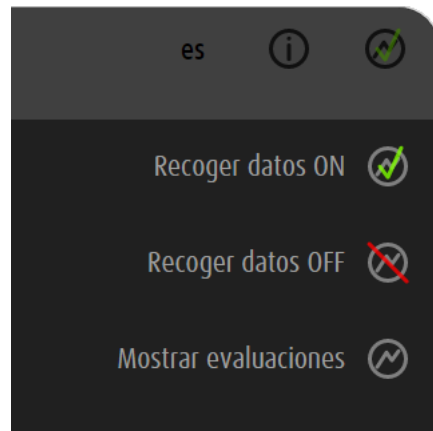 es
Recoger datos ON
Recoger datos OFF
Mostrar evaluaciones